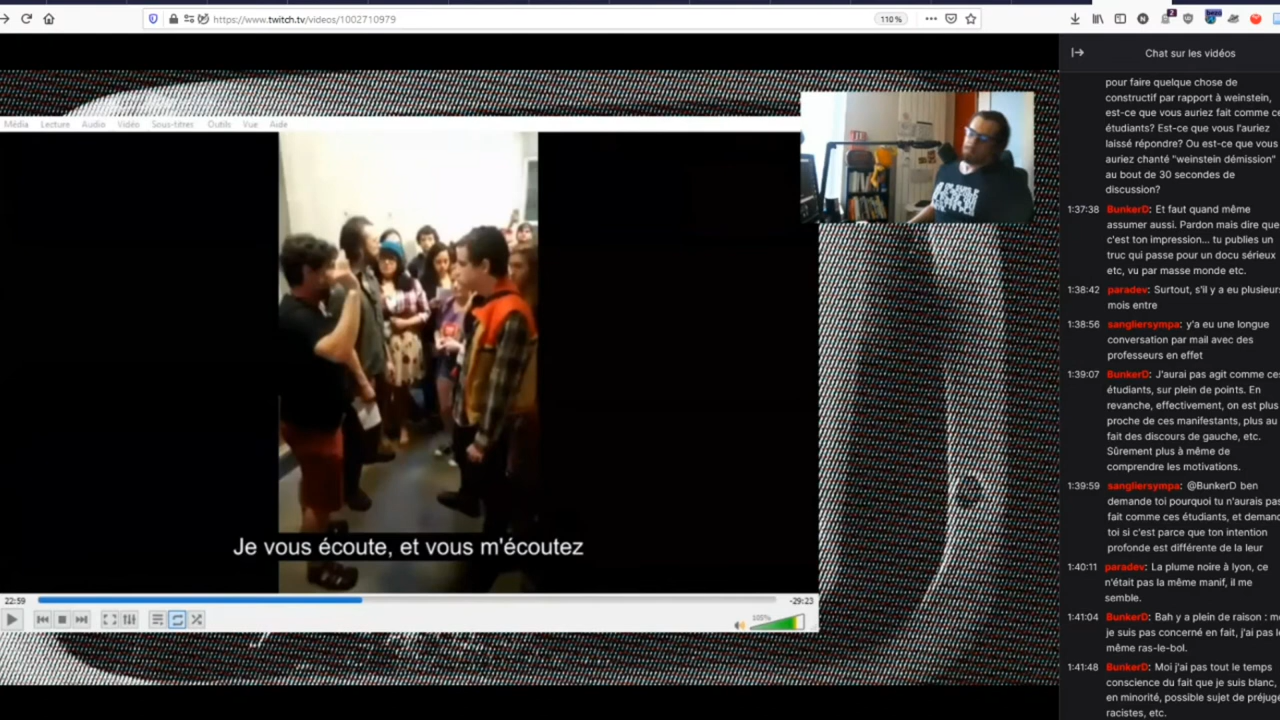 https://www.twitch.tv/videos/1002710979
110%
Chat sur les vidéos
Média Lecture Audio Vidéo Sous-titres Outils Vue Aide
Je vous écoute, et vous m'écoutez
22:59
-29:23
105%
pour faire quelque chose de
constructif par rapport à weinstein,
est-ce que vous auriez fait comme ce
étudiants? Est-ce que vous l'auriez
laissé répondre? Ou est-ce que vous
auriez chanté "weinstein démission"
au bout de 30 secondes de
discussion?
1:37:38 BunkerD: Et faut quand même
assumer aussi. Pardon mais dire que
c'est ton impression... tu publies un
truc qui passe pour un docu sérieux
etc, vu par masse monde etc.
1:38:42 paradev: Surtout, s'il y a eu plusieurs
mois entre
1:38:56 sangliersympa: y'a eu une longue
conversation par mail avec des
professeurs en effet
1:39:07 BunkerD: J'aurai pas agit comme ces
étudiants, sur plein de points. En
revanche, effectivement, on est plus
proche de ces manifestants, plus au
fait des discours de gauche, etc.
Sûrement plus à même de
comprendre les motivations.
1:39:59 sangliersympa: @BunkerD ben
demande toi pourquoi tu n'aurais pas
fait comme ces étudiants, et demand
toi si c'est parce que ton intention
profonde est différente de la leur
1:40:11 paradev: La plume noire à lyon, ce
n'était pas la même manif, il me
semble.
1:41:04 BunkerD: Bah y a plein de raison : m
je suis pas concerné en fait, j'ai pas l
même ras-le-bol.
1:41:48 BunkerD: Moi j'ai pas tout le temps
conscience du fait que je suis blanc,
en minorité, possible sujet de préjugé
racistes, etc.